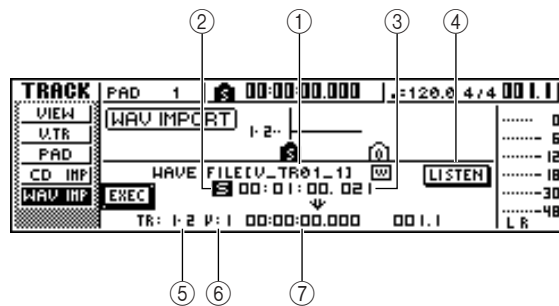 ② ① ③ ④
TRACK PAD 1 S 00:00:00.000 ♩=120.0 4/4 001.1
VIEW
V.TR
PAD
CD IMP
WAV IMP
WAV IMPORT
1·2··
S 0
WAVE FILE[V_TR01_1] W
EXEC S 00:01:00.021 LISTEN
TR: 1·2 V:1 00:00:00.000 001.1
0
6
12
18
30
48
L R
⑤ ⑥ ⑦